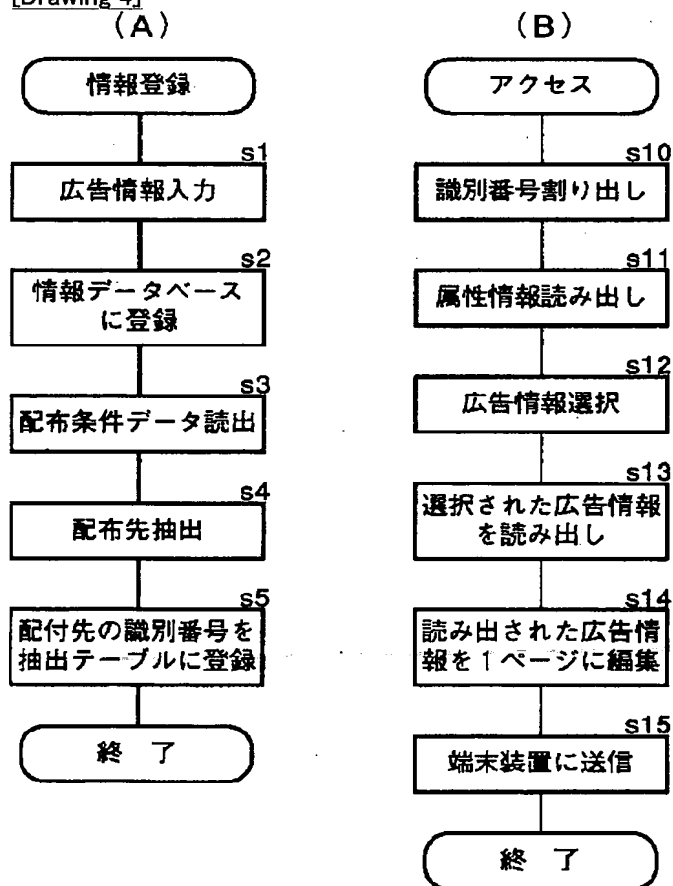 [Drawing 4]
(A)
情報登録
s1
広告情報入力
s2
情報データベース
に登録
s3
配布条件データ読出
s4
配布先抽出
s5
配付先の識別番号を
抽出テーブルに登録
終 了
(B)
アクセス
s10
識別番号割り出し
s11
属性情報読み出し
s12
広告情報選択
s13
選択された広告情報
を読み出し
s14
読み出された広告情
報を1ページに編集
s15
端末装置に送信
終 了